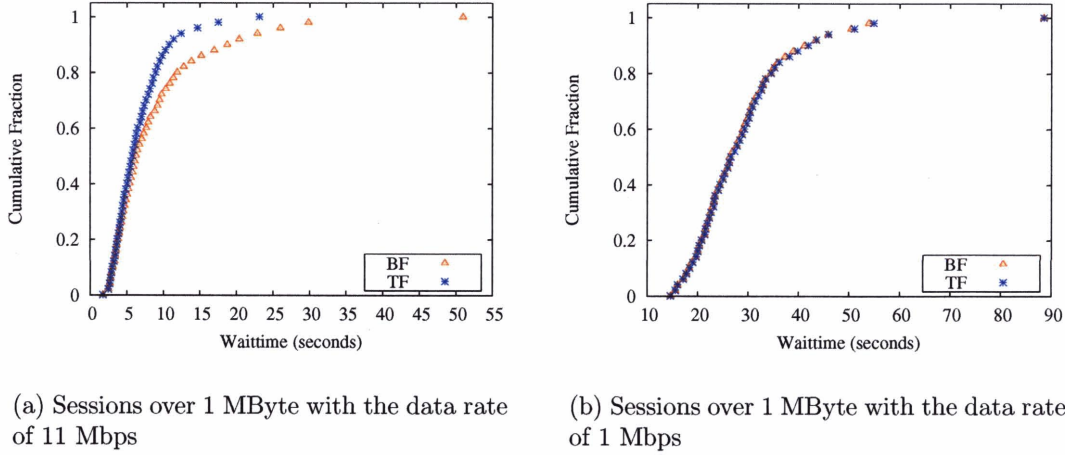 1
0.8
0.6
0.4
0.2
0
Cumulative Fraction
BF
TF
0 5 10 15 20 25 30 35 40 45 50 55
Waittime (seconds)
(a) Sessions over 1 MByte with the data rate
of 11 Mbps
1
0.8
0.6
0.4
0.2
0
Cumulative Fraction
BF
TF
10 20 30 40 50 60 70 80 90
Waittime (seconds)
(b) Sessions over 1 MByte with the data rate
of 1 Mbps